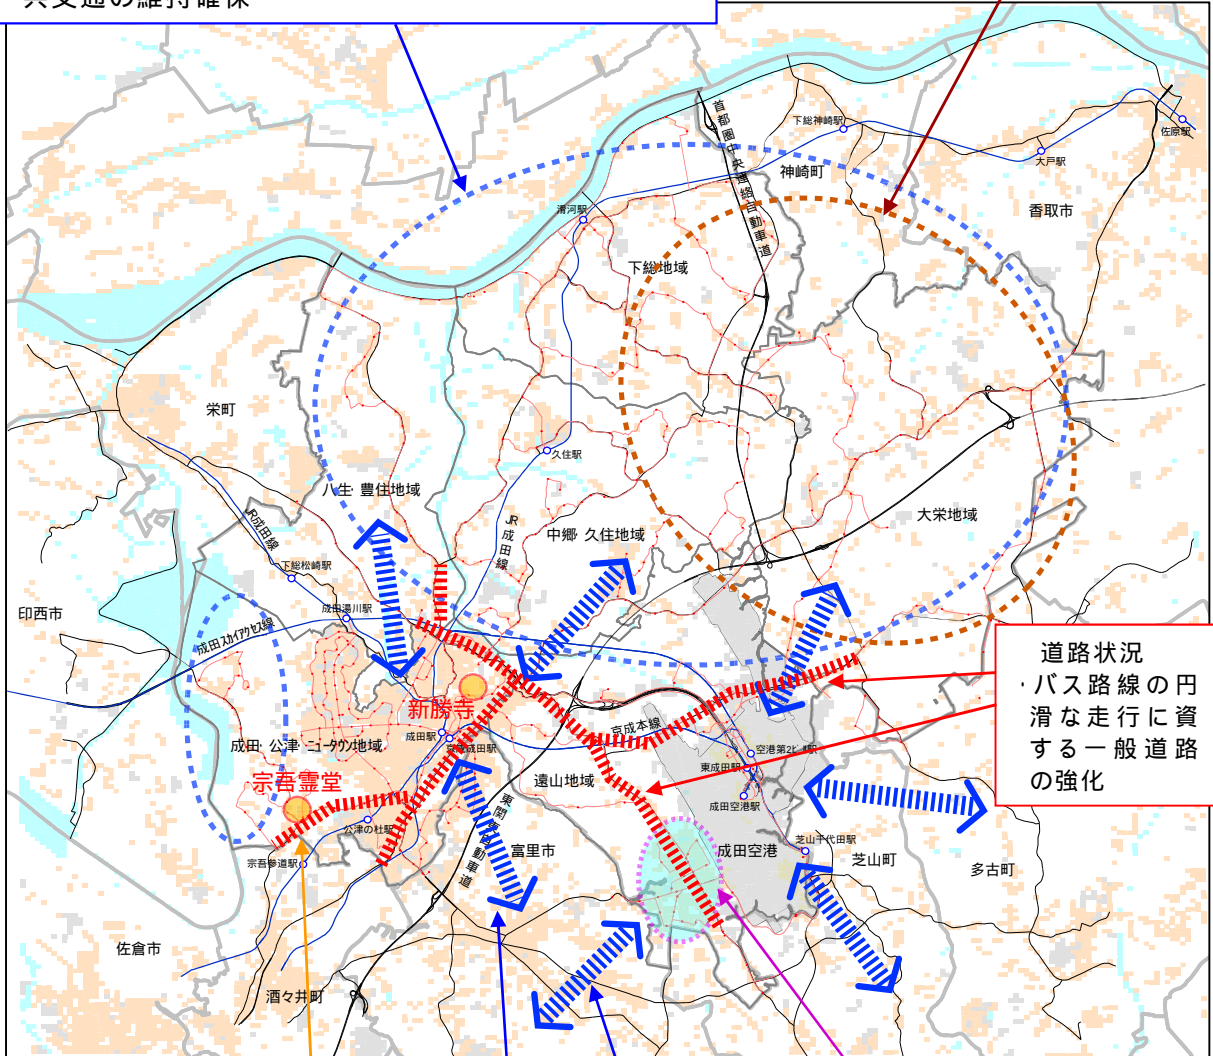 共交通の維持確保
首都圏中央連絡自動車道
下総神崎駅
佐原駅
大戸駅
神崎町
香取市
滑河駅
下総地域
栄町
久住駅
八生・豊住地域
JR成田線
JR成田線
中郷・久住地域
大栄地域
下総松崎駅
成田湯川駅
印西市
成田スカイアクセス線
新勝寺
成田駅
京成成田駅
京成本線
成田・公津・ニュータウン地域
宗吾霊堂
遠山地域
空港第2ビル駅
東成田駅
成田空港駅
道路状況
・バス路線の円
滑な走行に資
する一般道路
の強化
公津の杜駅
宗吾参道駅
東関東自動車道
富里市
成田空港
芝山千代田駅
芝山町
多古町
佐倉市
酒々井町